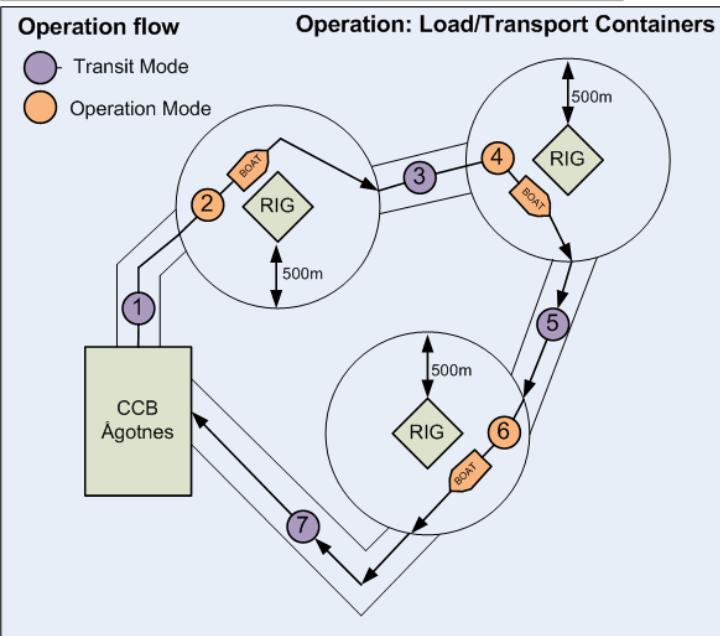 Operation flow
Operation: Load/Transport Containers
Transit Mode
Operation Mode
500m
RIG
4
BOAT
3
BOAT
2
RIG
500m
1
5
500m
CCB
Ågotnes
RIG
6
BOAT
7